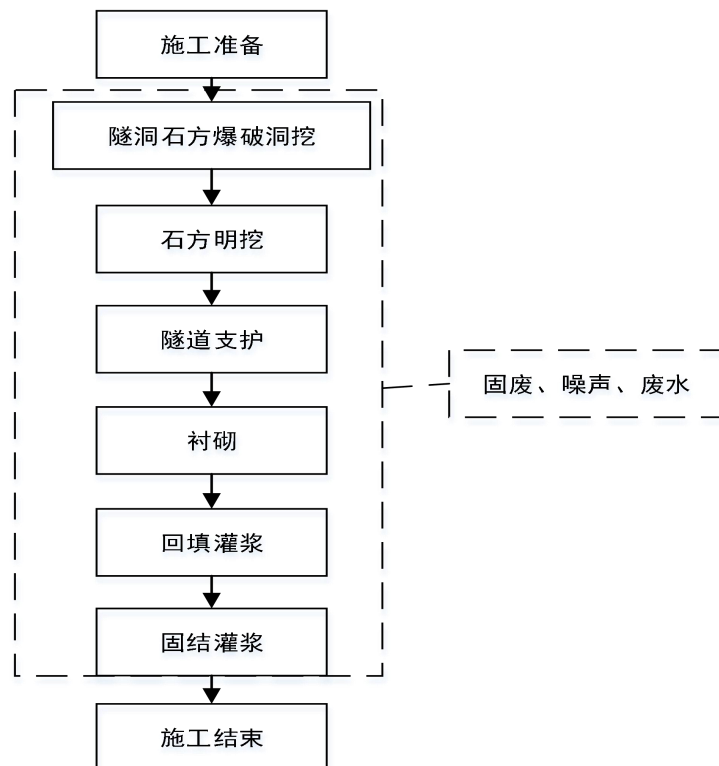 施工准备
隧洞石方爆破洞挖
石方明挖
隧道支护
固废、噪声、废水
衬砌
回填灌浆
固结灌浆
施工结束